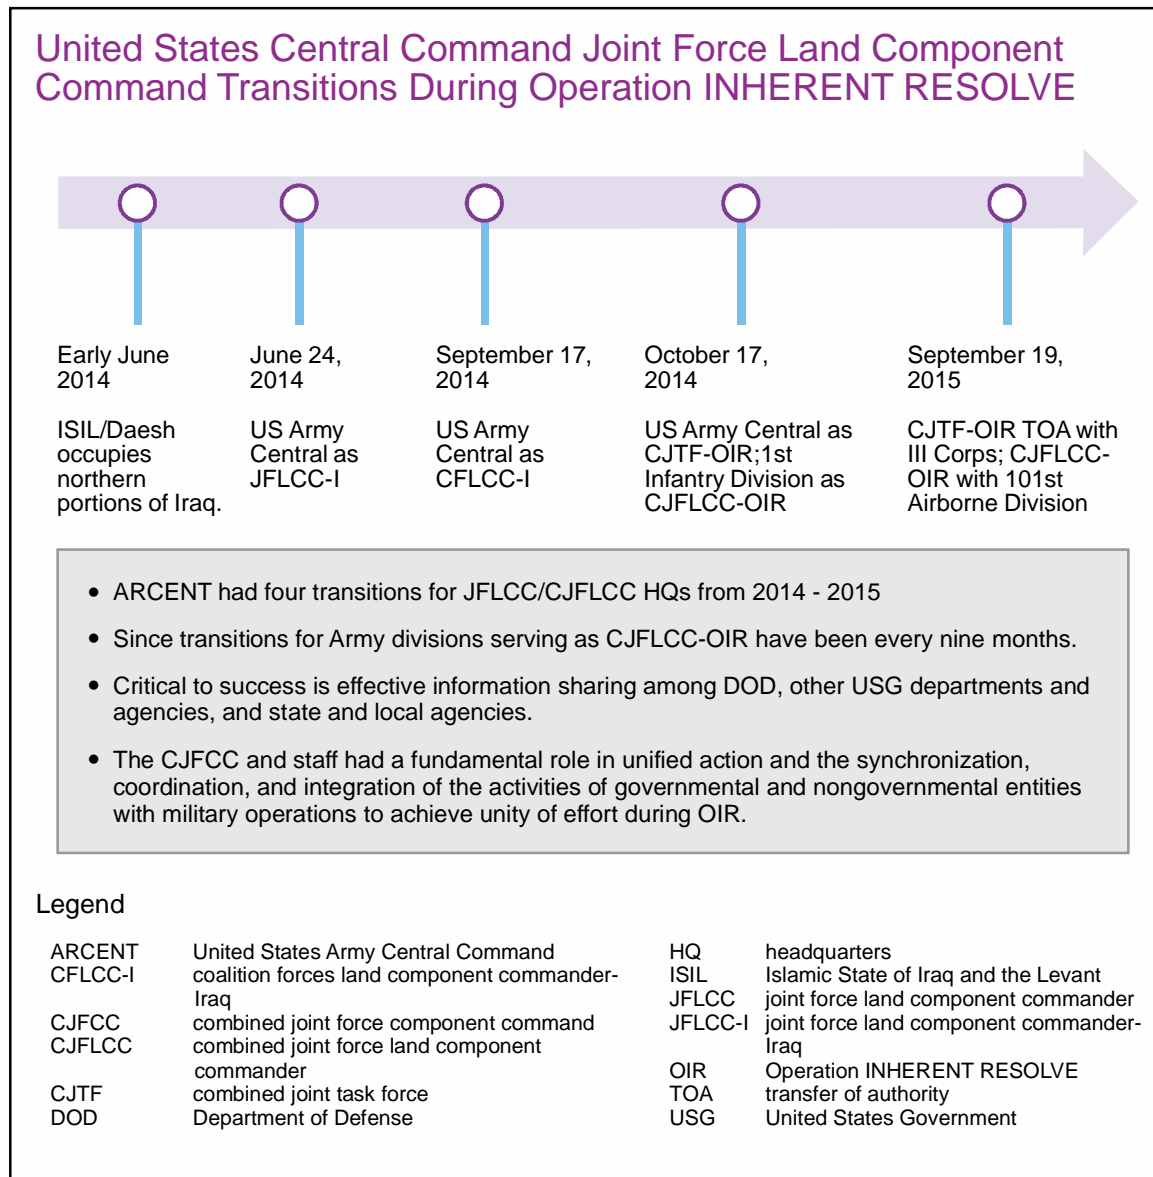 United States Central Command Joint Force Land Component
Command Transitions During Operation INHERENT RESOLVE
Early June
2014
ISIL/Daesh
occupies
northern
portions of Iraq.
June 24,
2014
US Army
Central as
JFLCC-I
September 17,
2014
US Army
Central as
CFLCC-I
October 17,
2014
US Army Central as
CJTF-OIR;1st
Infantry Division as
CJFLCC-OIR
September 19,
2015
CJTF-OIR TOA with
III Corps; CJFLCC-
OIR with 101st
Airborne Division
• ARCENT had four transitions for JFLCC/CJFLCC HQs from 2014 - 2015
• Since transitions for Army divisions serving as CJFLCC-OIR have been every nine months.
• Critical to success is effective information sharing among DOD, other USG departments and
agencies, and state and local agencies.
• The CJFCC and staff had a fundamental role in unified action and the synchronization,
coordination, and integration of the activities of governmental and nongovernmental entities
with military operations to achieve unity of effort during OIR.
Legend
ARCENT United States Army Central Command
CFLCC-I coalition forces land component commander-
Iraq
CJFCC combined joint force component command
CJFLCC combined joint force land component
commander
CJTF combined joint task force
DOD Department of Defense
HQ headquarters
ISIL Islamic State of Iraq and the Levant
JFLCC joint force land component commander
JFLCC-I joint force land component commander-
Iraq
OIR Operation INHERENT RESOLVE
TOA transfer of authority
USG United States Government